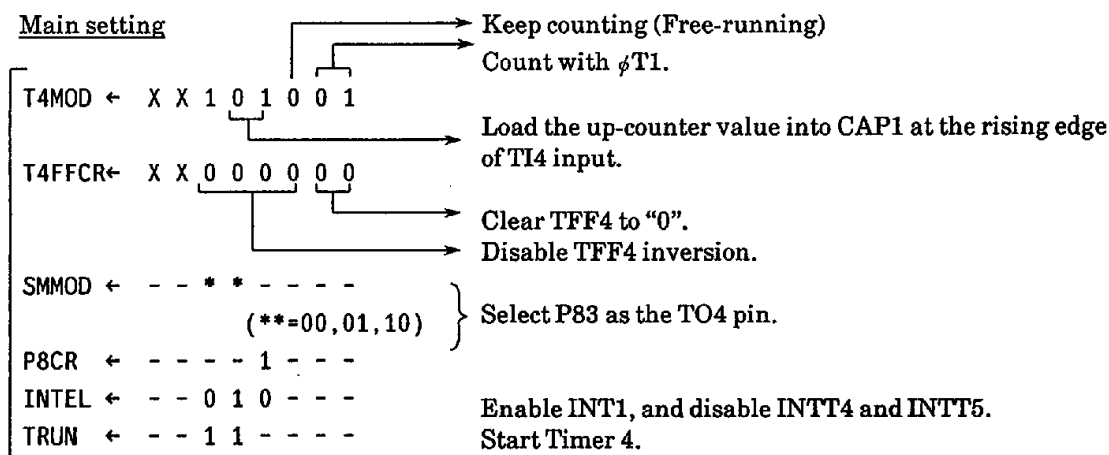 Main setting
Keep counting (Free-running)
Count with φT1.
T4MOD ← X X 1 0 1 0 0 1
Load the up-counter value into CAP1 at the rising edge
of TI4 input.
T4FFCR← X X 0 0 0 0 0 0
Clear TFF4 to “0”.
Disable TFF4 inversion.
SMMOD ← - - * * - - - -
(**=00,01,10)
Select P83 as the TO4 pin.
P8CR ← - - - - 1 - - -
INTEL ← - - 0 1 0 - - -
Enable INT1, and disable INTT4 and INTT5.
TRUN ← - - 1 1 - - - -
Start Timer 4.